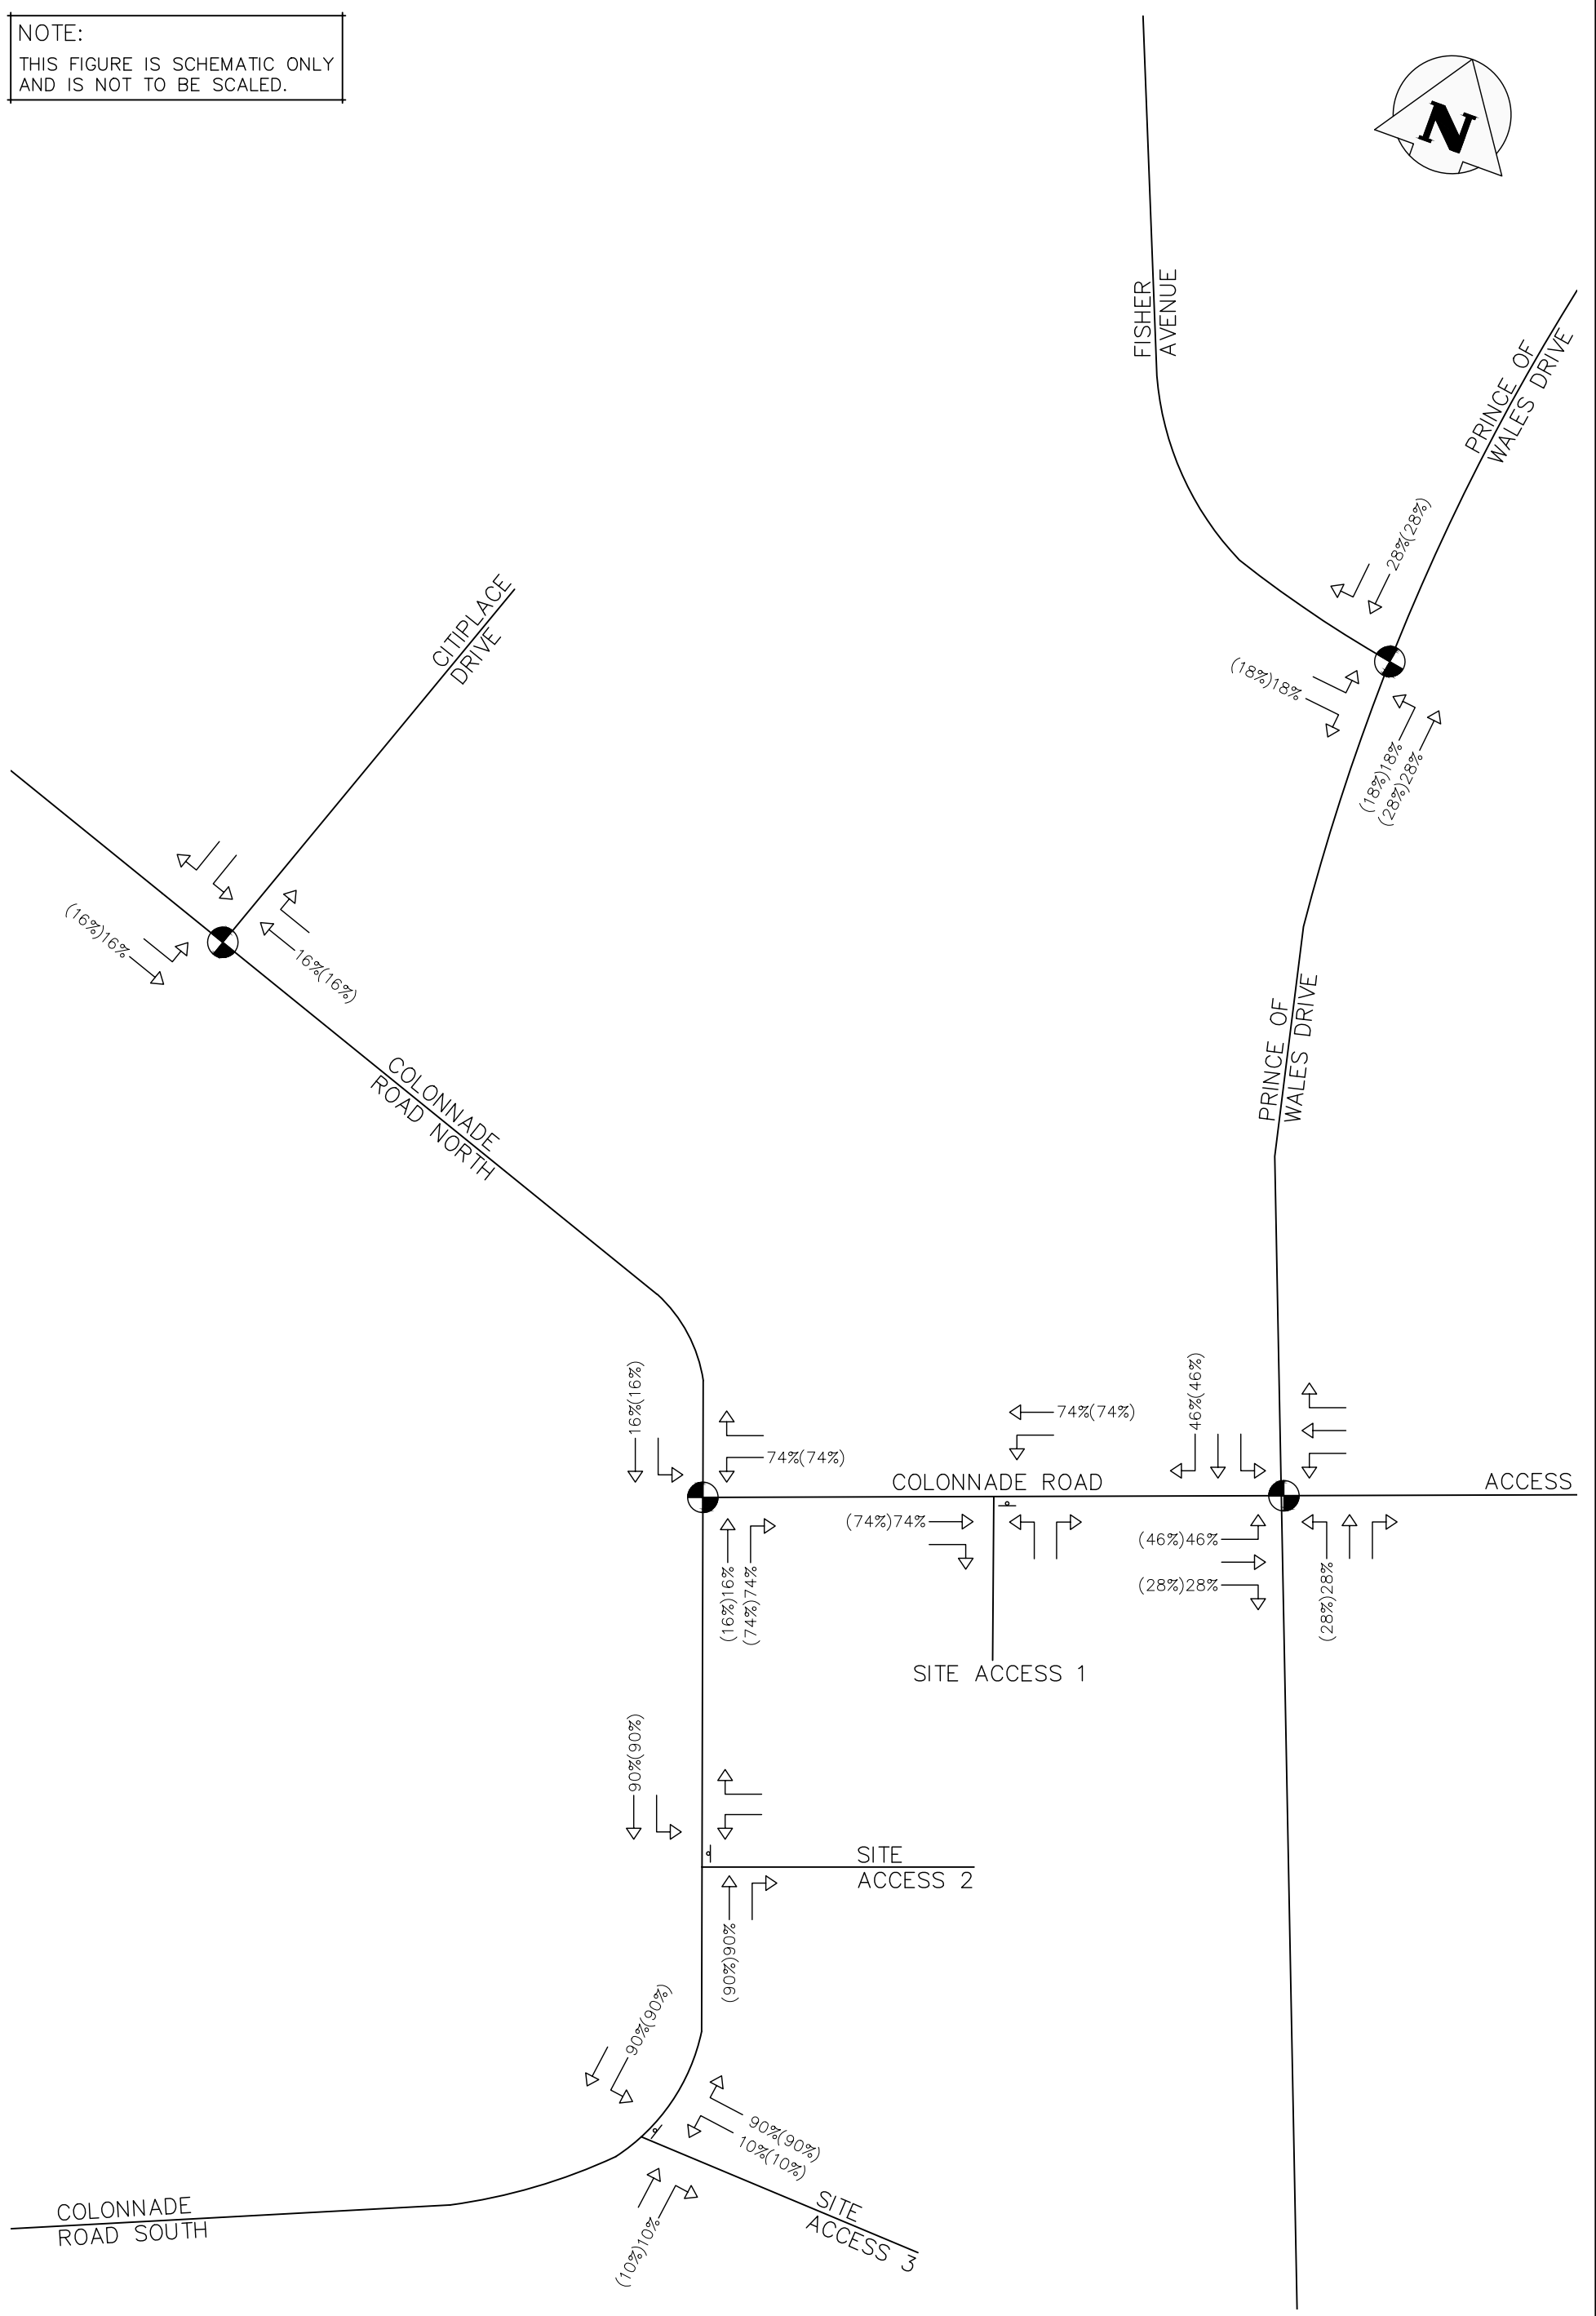 NOTE:
THIS FIGURE IS SCHEMATIC ONLY
AND IS NOT TO BE SCALED.
N
FISHER
AVENUE
PRINCE OF
WALES DRIVE
28%(28%)
(18%)18%
(18%)18%
(28%)28%
CITIPLACE
DRIVE
(16%)16%
16%(16%)
COLONNADE
ROAD NORTH
PRINCE OF
WALES DRIVE
16%(16%)
74%(74%)
74%(74%)
46%(46%)
COLONNADE ROAD
ACCESS
(74%)74%
(46%)46%
(28%)28%
(16%)16%
(74%)74%
(28%)28%
SITE ACCESS 1
90%(90%)
SITE
ACCESS 2
(90%)90%
90%(90%)
90%(90%)
10%(10%)
(10%)10%
SITE
ACCESS 3
COLONNADE
ROAD SOUTH